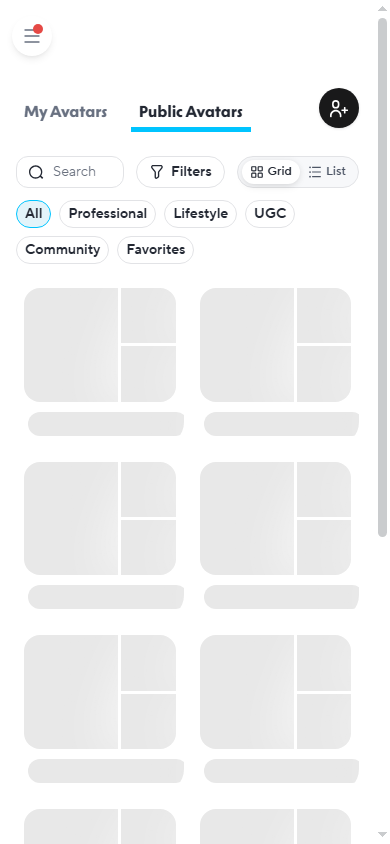 My Avatars Public Avatars
Search Filters Grid List
All Professional Lifestyle UGC
Community Favorites